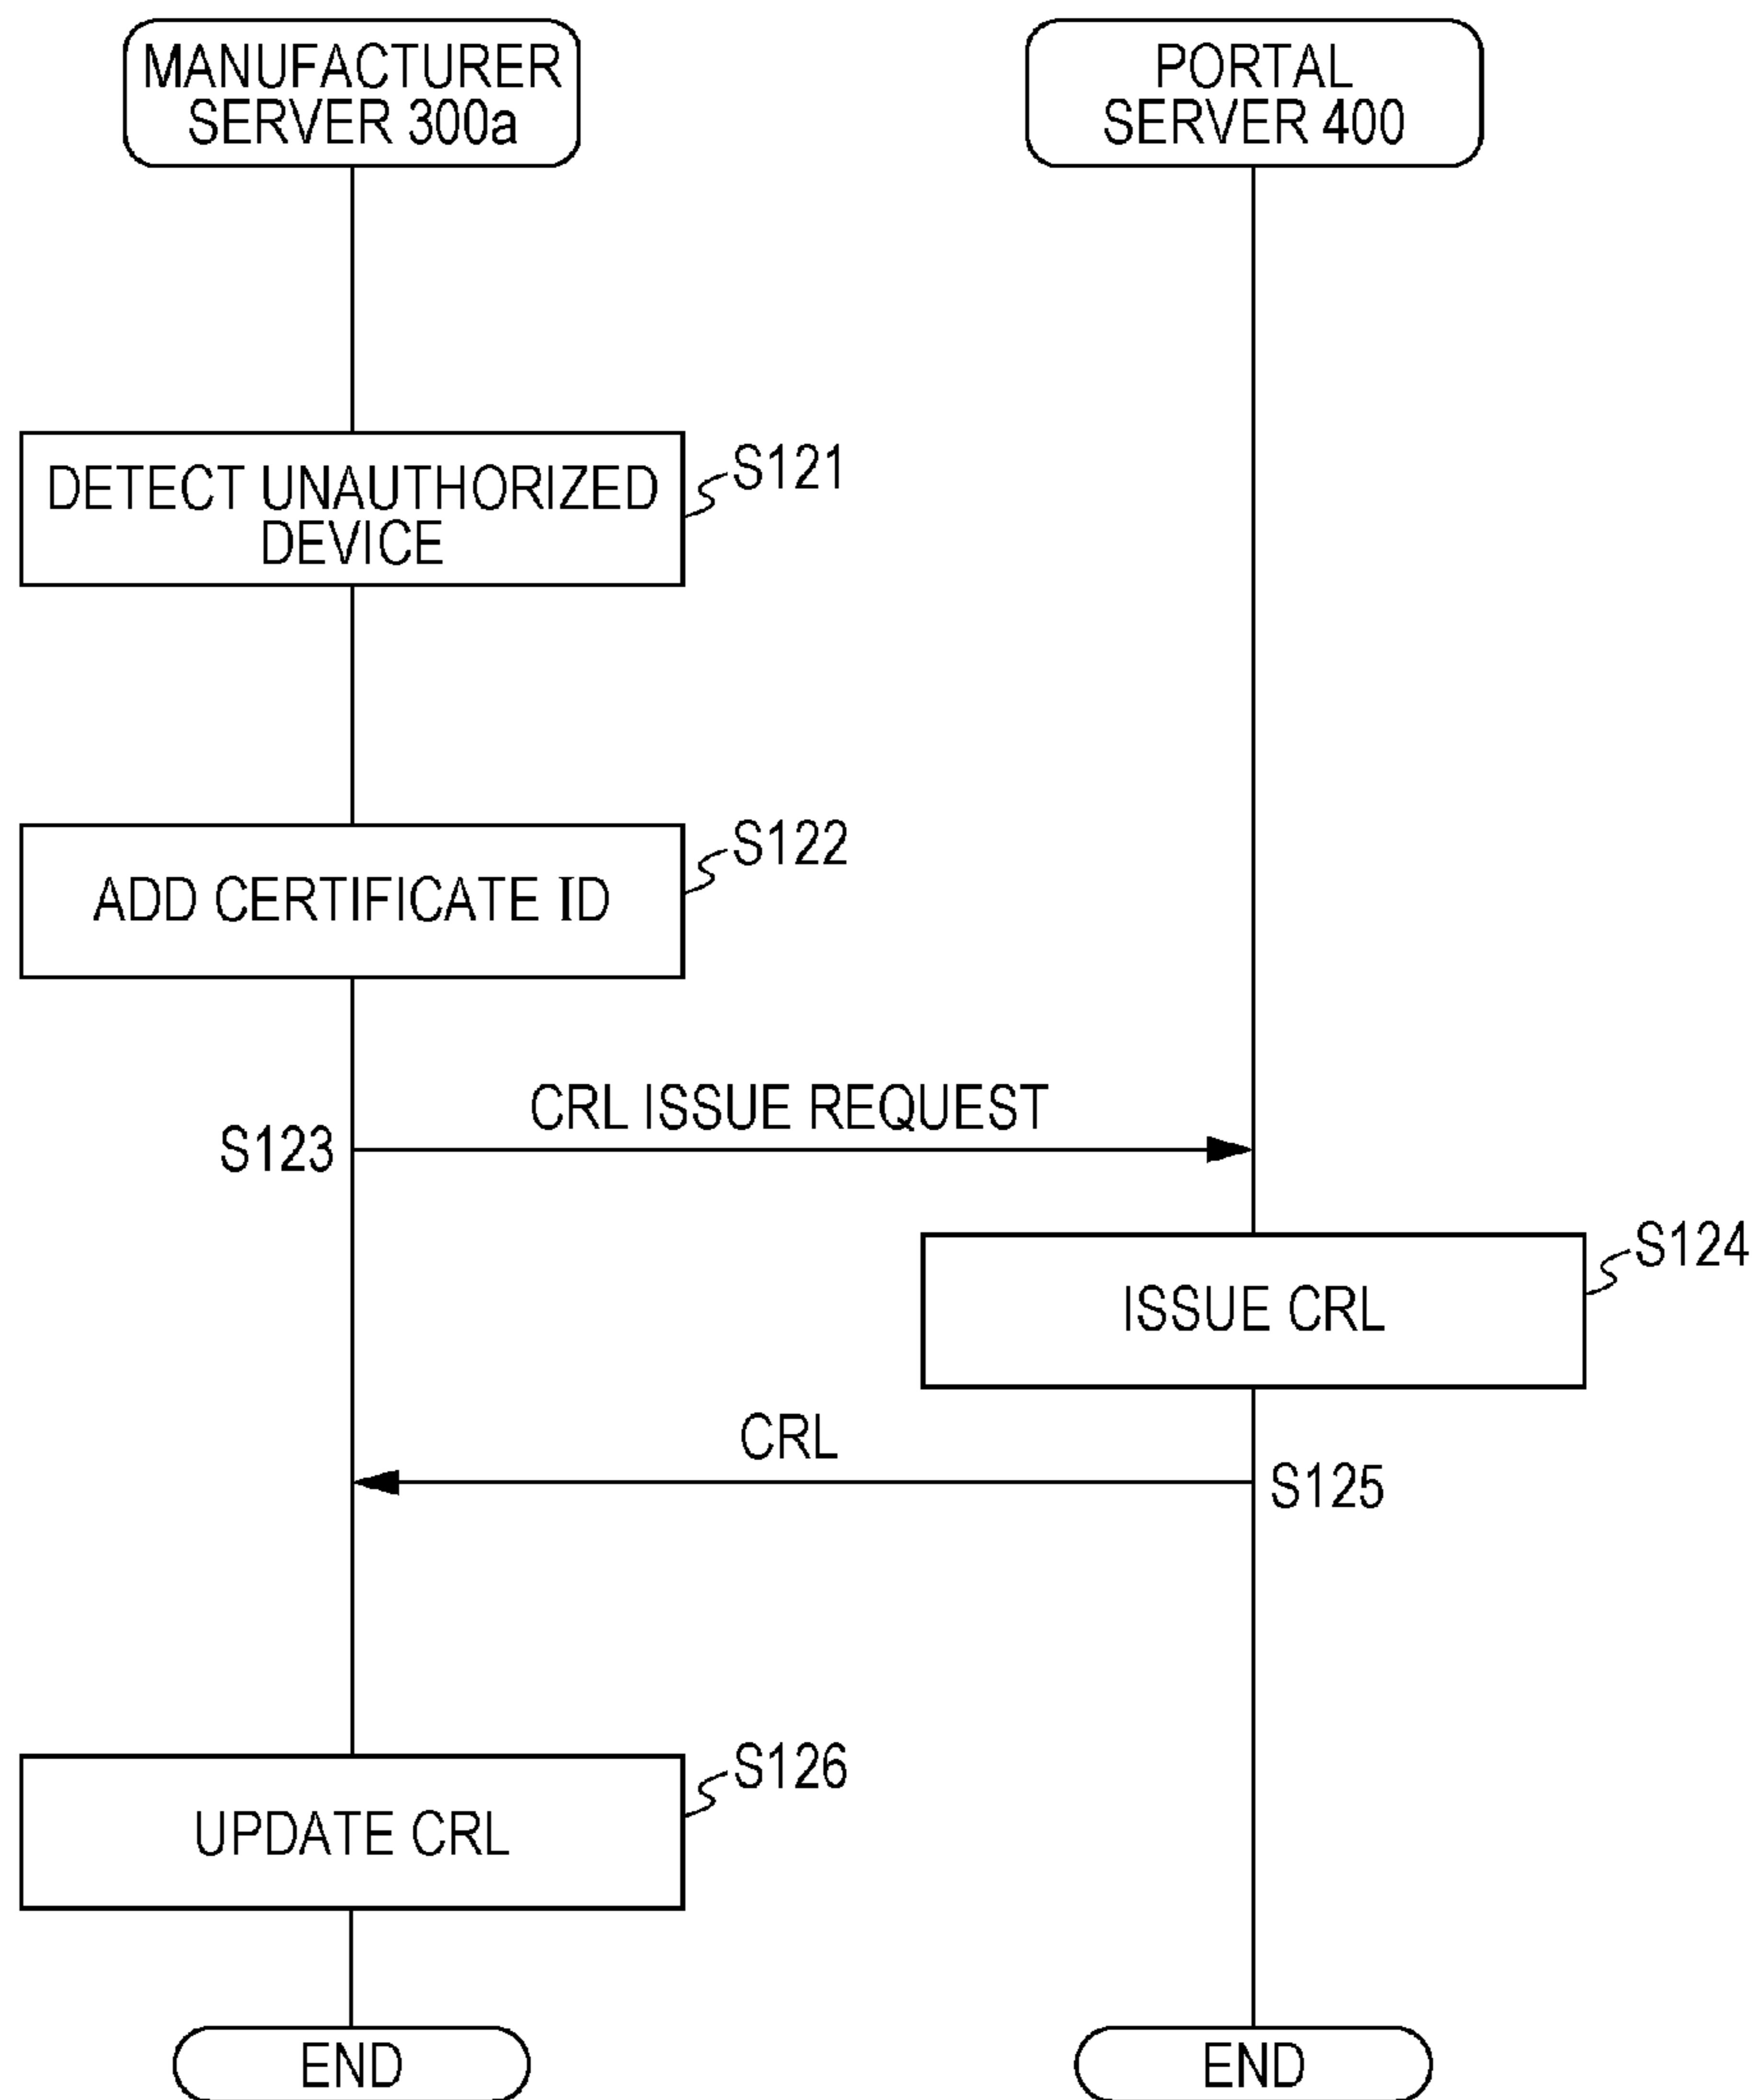 MANUFACTURER
SERVER 300a
PORTAL
SERVER 400
DETECT UNAUTHORIZED
DEVICE
S121
ADD CERTIFICATE ID
S122
CRL ISSUE REQUEST
S123
ISSUE CRL
S124
CRL
S125
UPDATE CRL
S126
END
END